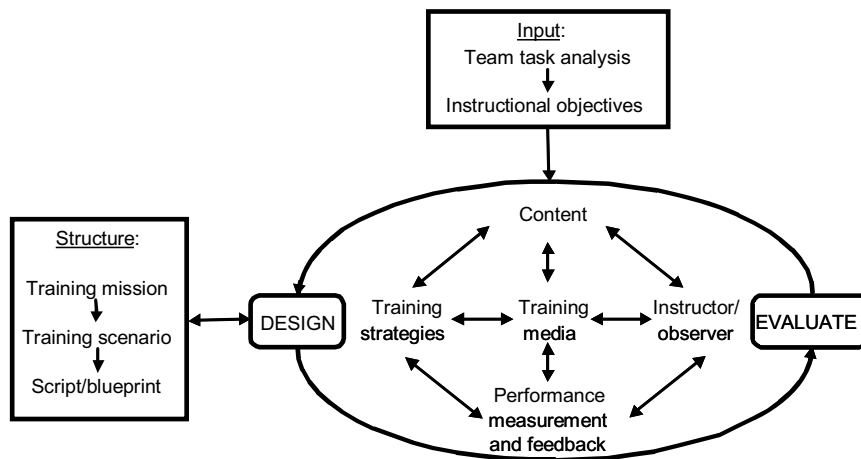 Input:
Team task analysis
Instructional objectives
Content
Structure:
Training mission
Training scenario
Script/blueprint
DESIGN
Training
strategies
Training
media
Instructor/
observer
EVALUATE
Performance
measurement
and feedback